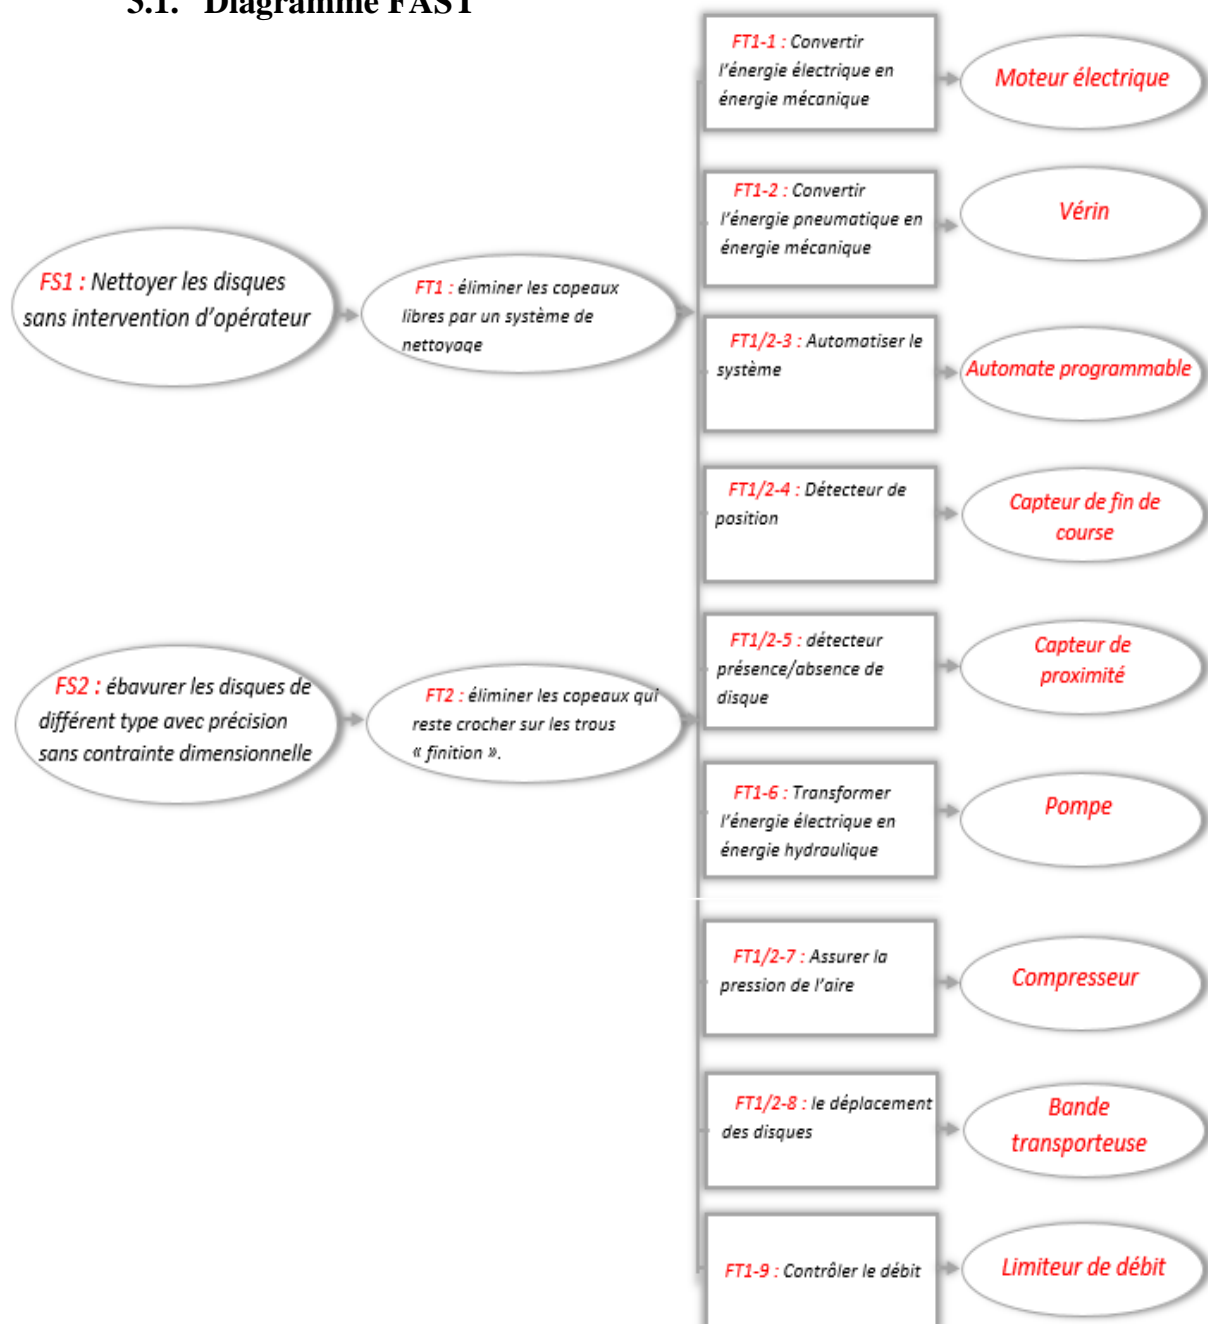 3.1. Diagramme FAST
FT1-1 : Convertir
l'énergie électrique en
énergie mécanique
Moteur électrique
FT1-2 : Convertir
l'énergie pneumatique en
énergie mécanique
Vérin
FS1 : Nettoyer les disques
sans intervention d'opérateur
FT1 : éliminer les copeaux
libres par un système de
nettoyage
FT1/2-3 : Automatiser le
système
Automate programmable
FT1/2-4 : Détecteur de
position
Capteur de fin de
course
FS2 : ébavurer les disques de
différent type avec précision
sans contrainte dimensionnelle
FT2 : éliminer les copeaux qui
reste crocher sur les trous
« finition ».
FT1/2-5 : détecteur
présence/absence de
disque
Capteur de
proximité
FT1-6 : Transformer
l'énergie électrique en
énergie hydraulique
Pompe
FT1/2-7 : Assurer la
pression de l'aire
Compresseur
FT1/2-8 : le déplacement
des disques
Bande
transporteuse
FT1-9 : Contrôler le débit
Limiteur de débit